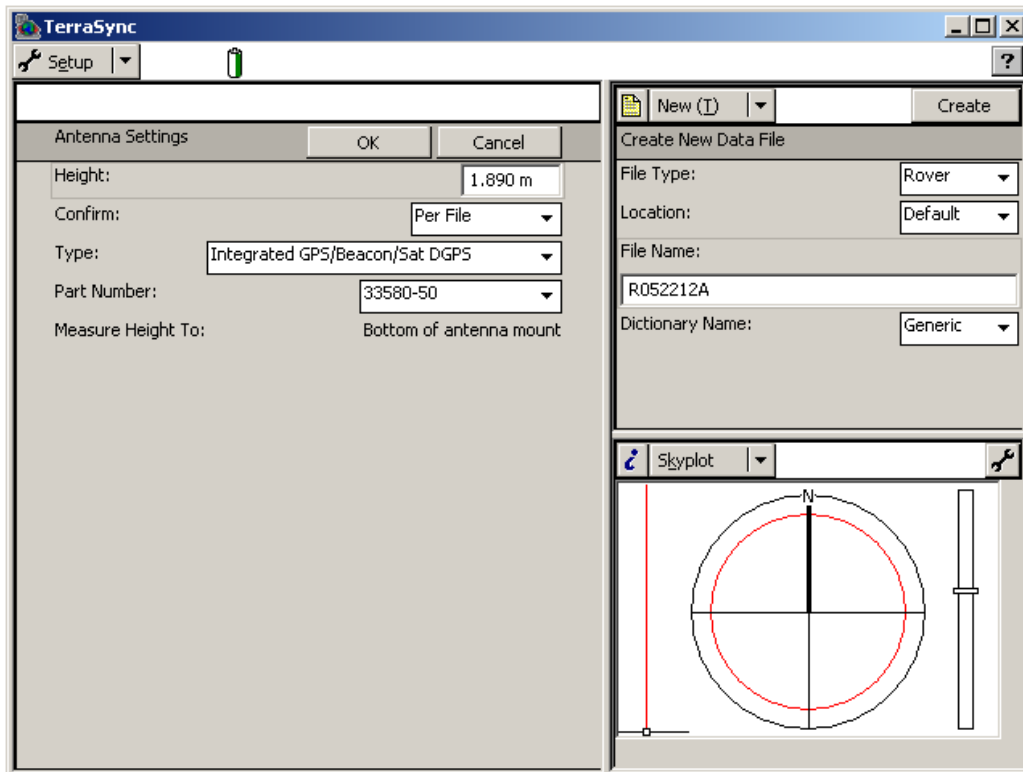 TerraSync
Setup
?
Antenna Settings OK Cancel
Height: 1.890 m
Confirm: Per File
Type: Integrated GPS/Beacon/Sat DGPS
Part Number: 33580-50
Measure Height To: Bottom of antenna mount
New (T) Create
Create New Data File
File Type: Rover
Location: Default
File Name:
R052212A
Dictionary Name: Generic
i Skyplot
N